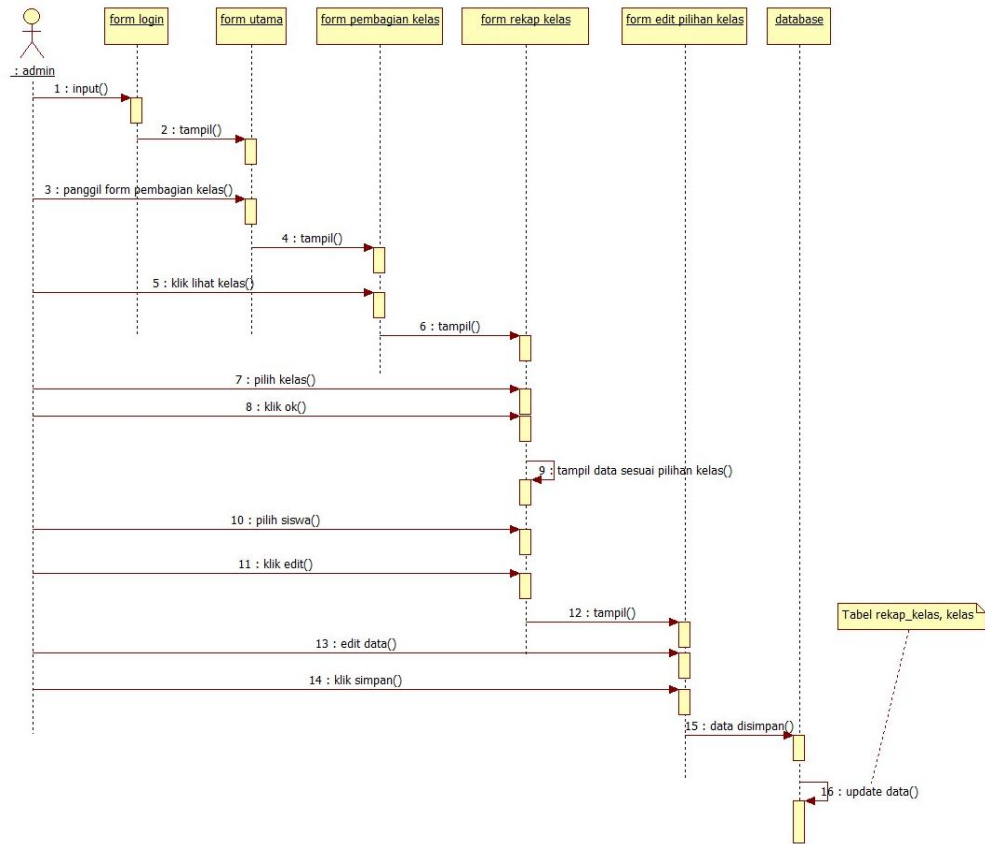 form login
form utama
form pembagian kelas
form rekap kelas
form edit pilihan kelas
database
: admin
1 : input()
2 : tampil()
3 : panggil form pembagian kelas()
4 : tampil()
5 : klik lihat kelas()
6 : tampil()
7 : pilih kelas()
8 : klik ok()
9 : tampil data sesuai pilihan kelas()
10 : pilih siswa()
11 : klik edit()
12 : tampil()
Tabel rekap_kelas, kelas
13 : edit data()
14 : klik simpan()
15 : data disimpan()
16 : update data()